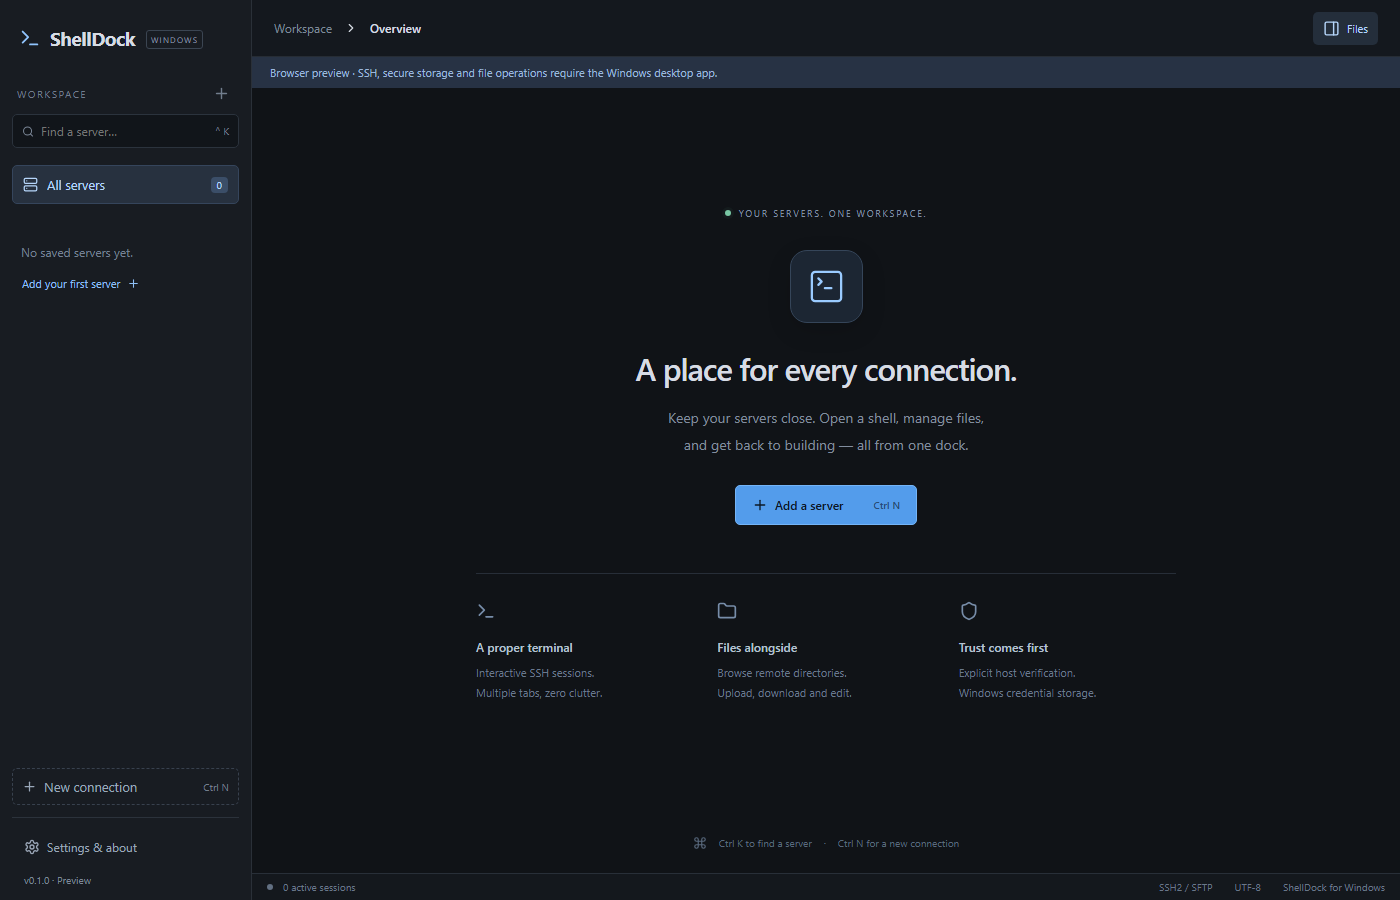 ShellDock WINDOWS
WORKSPACE
Find a server... ^ K
All servers 0
No saved servers yet.
Add your first server
New connection Ctrl N
Settings & about
v0.1.0 · Preview
Workspace Overview
Files
Browser preview · SSH, secure storage and file operations require the Windows desktop app.
YOUR SERVERS. ONE WORKSPACE.
A place for every connection.
Keep your servers close. Open a shell, manage files,
and get back to building — all from one dock.
Add a server Ctrl N
A proper terminal
Interactive SSH sessions.
Multiple tabs, zero clutter.
Files alongside
Browse remote directories.
Upload, download and edit.
Trust comes first
Explicit host verification.
Windows credential storage.
⌘ Ctrl K to find a server · Ctrl N for a new connection
0 active sessions
SSH2 / SFTP UTF-8 ShellDock for Windows